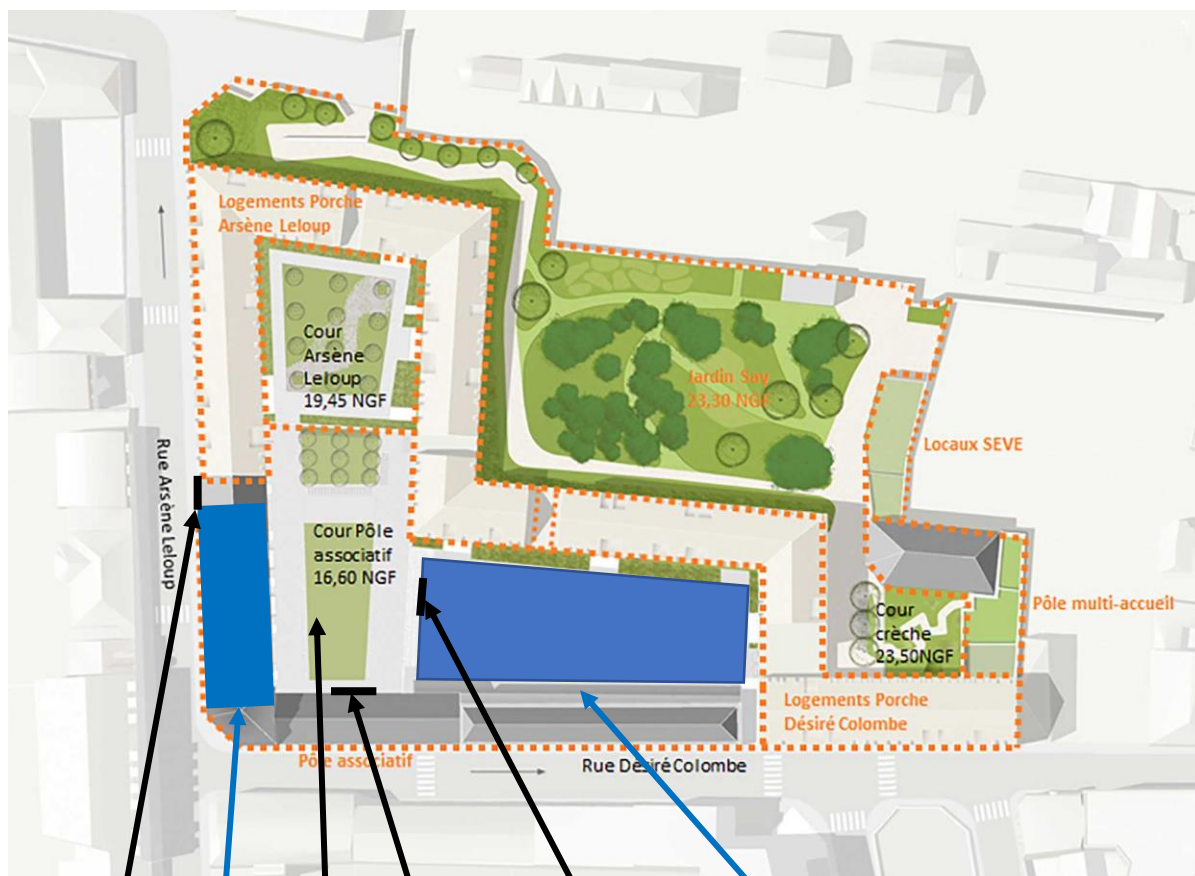 Logements Porche
Arsène Leloup
Cour
Arsène
Leloup
19,45 NGF
Jardin Say
23,30 NGF
Locaux SEVE
Rue Arsène Leloup
Cour Pôle
associatif
16,60 NGF
Pôle multi-accueil
Cour
crèche
23,50NGF
Logements Porche
Désiré Colombe
Pôle associatif
Rue Désiré Colombe